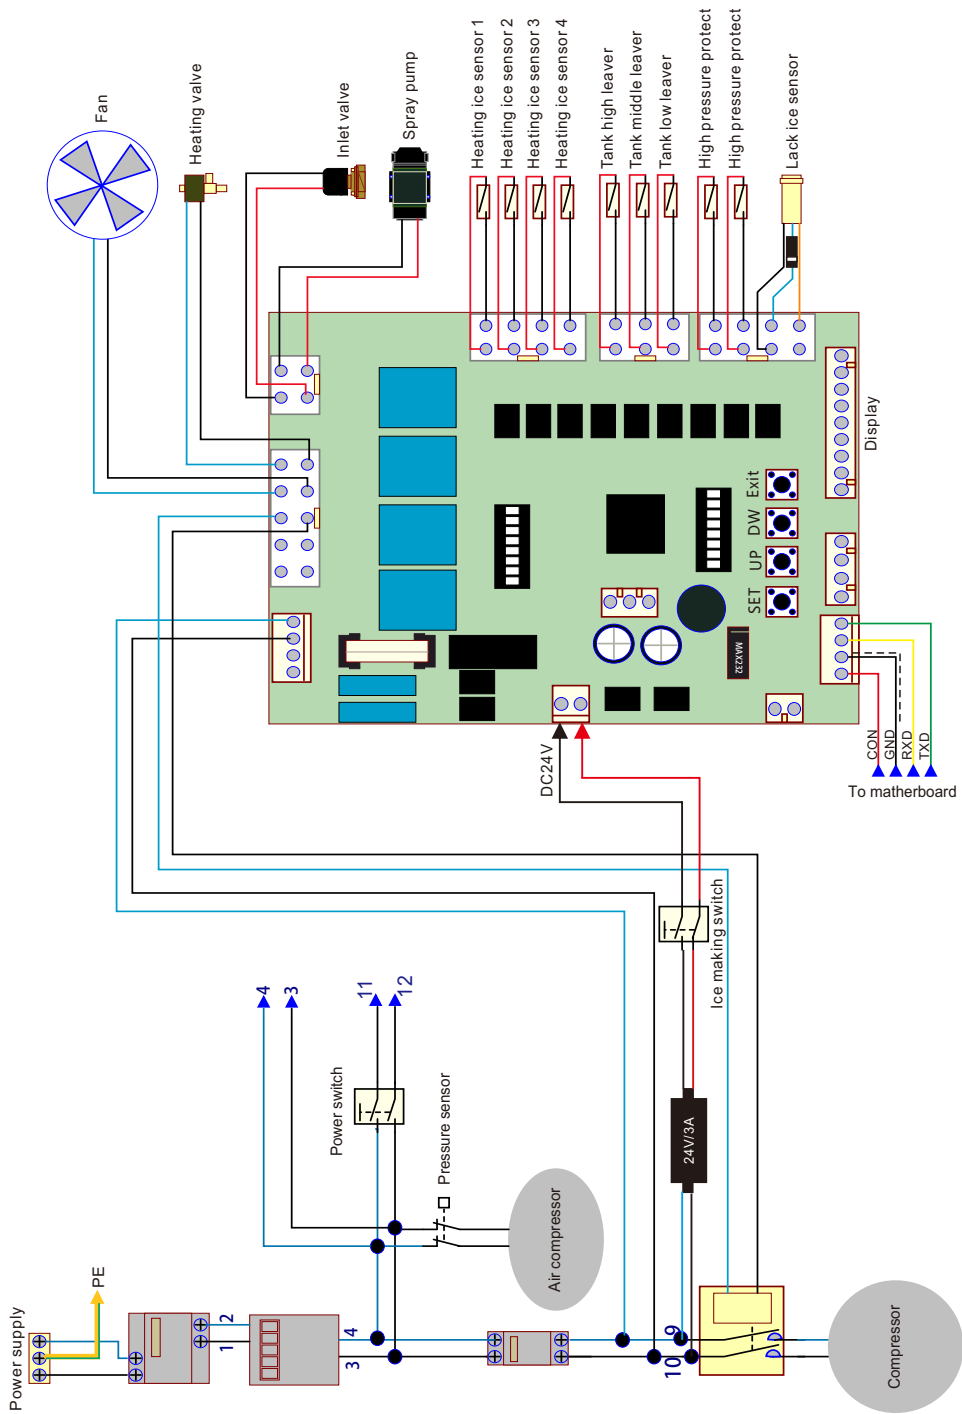 Fan
Heating valve
Inlet valve
Spray pump
Heating ice sensor 1
Heating ice sensor 2
Heating ice sensor 3
Heating ice sensor 4
Tank high leaver
Tank middle leaver
Tank low leaver
High pressure protect
High pressure protect
Lack ice sensor
Display
SET
UP
DW
Exit
MAX232
DC24V
CON
GND
RXD
TXD
To matherboard
Ice making switch
4
3
11
12
Power switch
Pressure sensor
24V/3A
Air compressor
Power supply
PE
1
2
3
4
10
9
Compressor